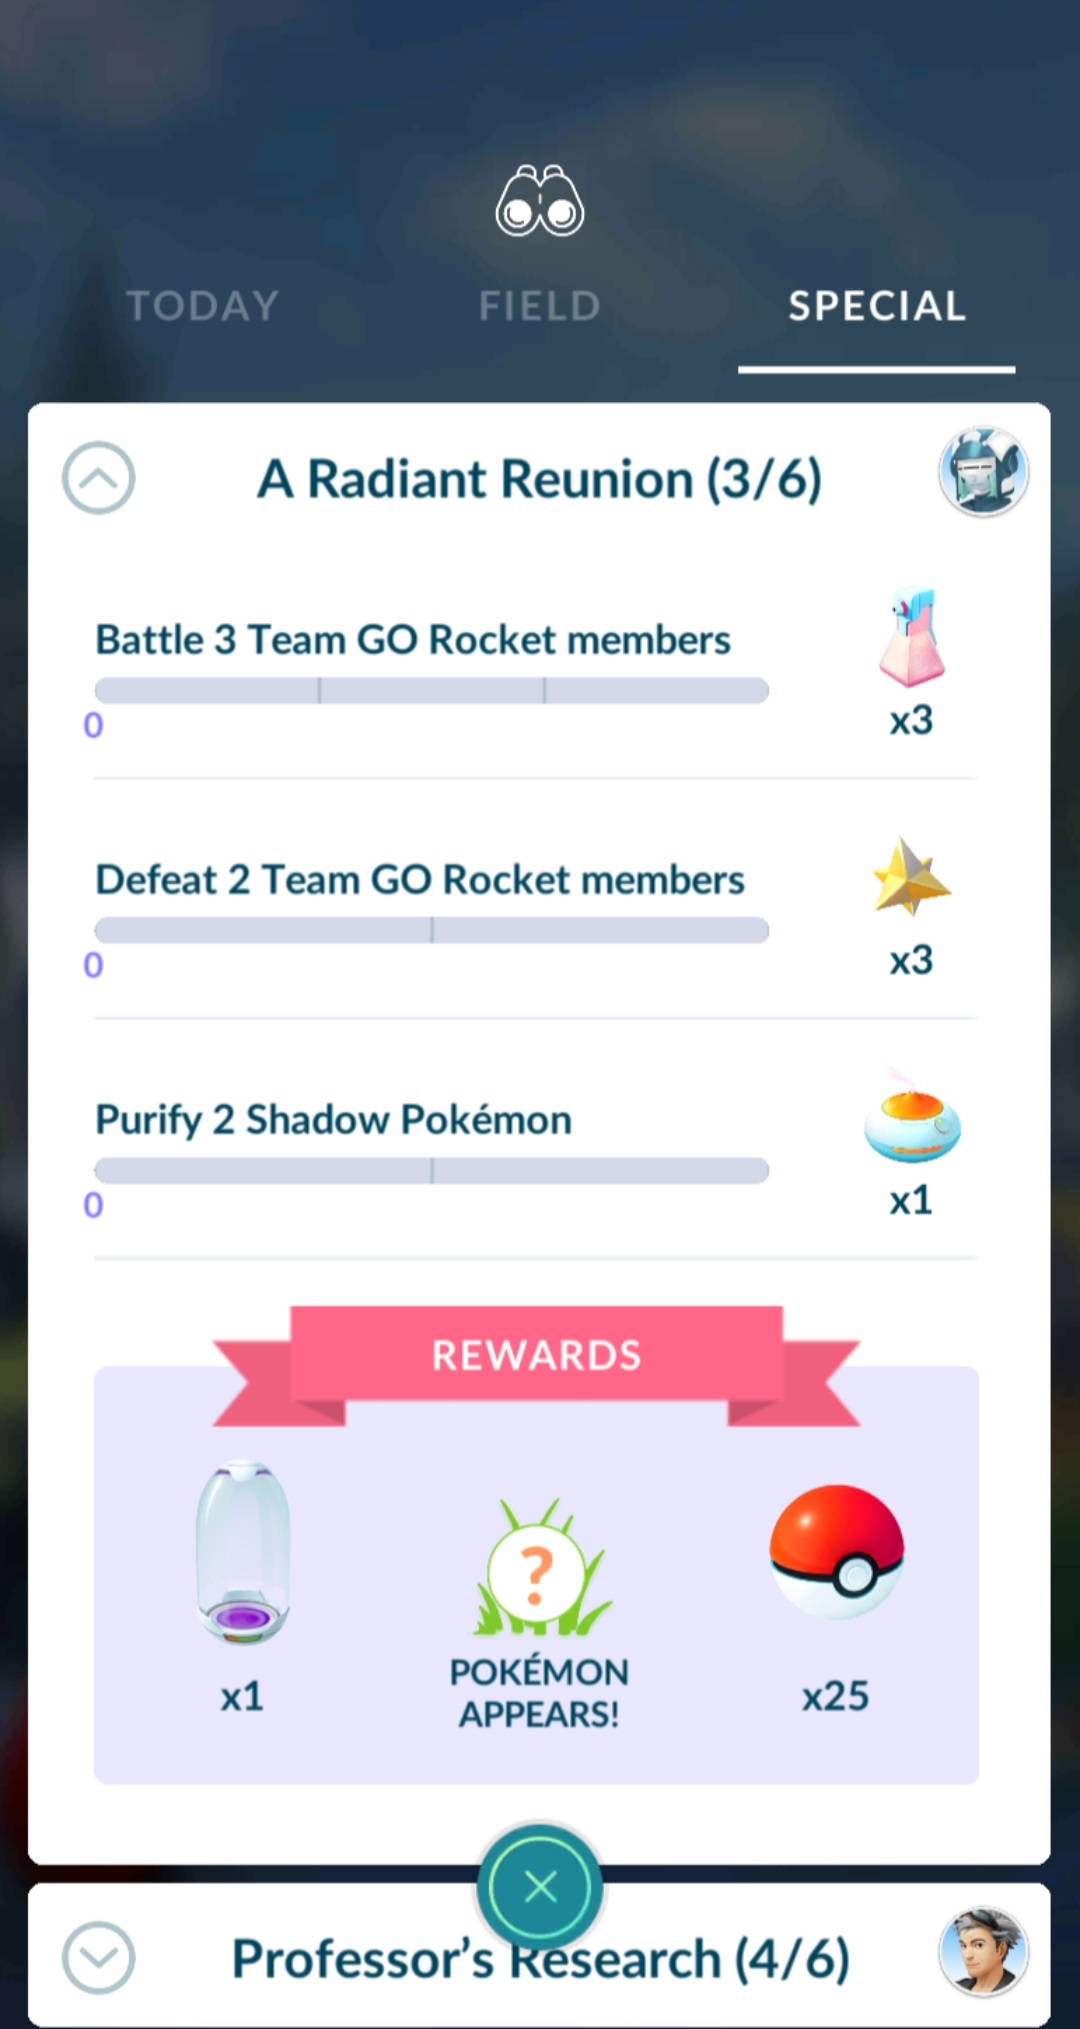 TODAY
FIELD
SPECIAL
A Radiant Reunion (3/6)
Battle 3 Team GO Rocket members
0
x3
Defeat 2 Team GO Rocket members
0
x3
Purify 2 Shadow Pokémon
0
x1
REWARDS
?
x1
POKÉMON
APPEARS!
x25
Professor's Research (4/6)